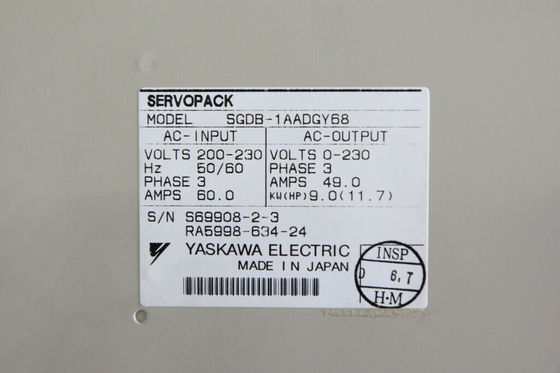 SERVOPACK
MODEL SGDB-1AADGY68
AC-INPUT AC-OUTPUT
VOLTS 200-230 VOLTS 0-230
Hz 50/60 PHASE 3
PHASE 3 AMPS 49.0
AMPS 60.0 KW(HP) 9.0(11.7)
S/N S69908-2-3
RA5998-634-24
YASKAWA ELECTRIC
MADE IN JAPAN
INSP
6.7
H·M